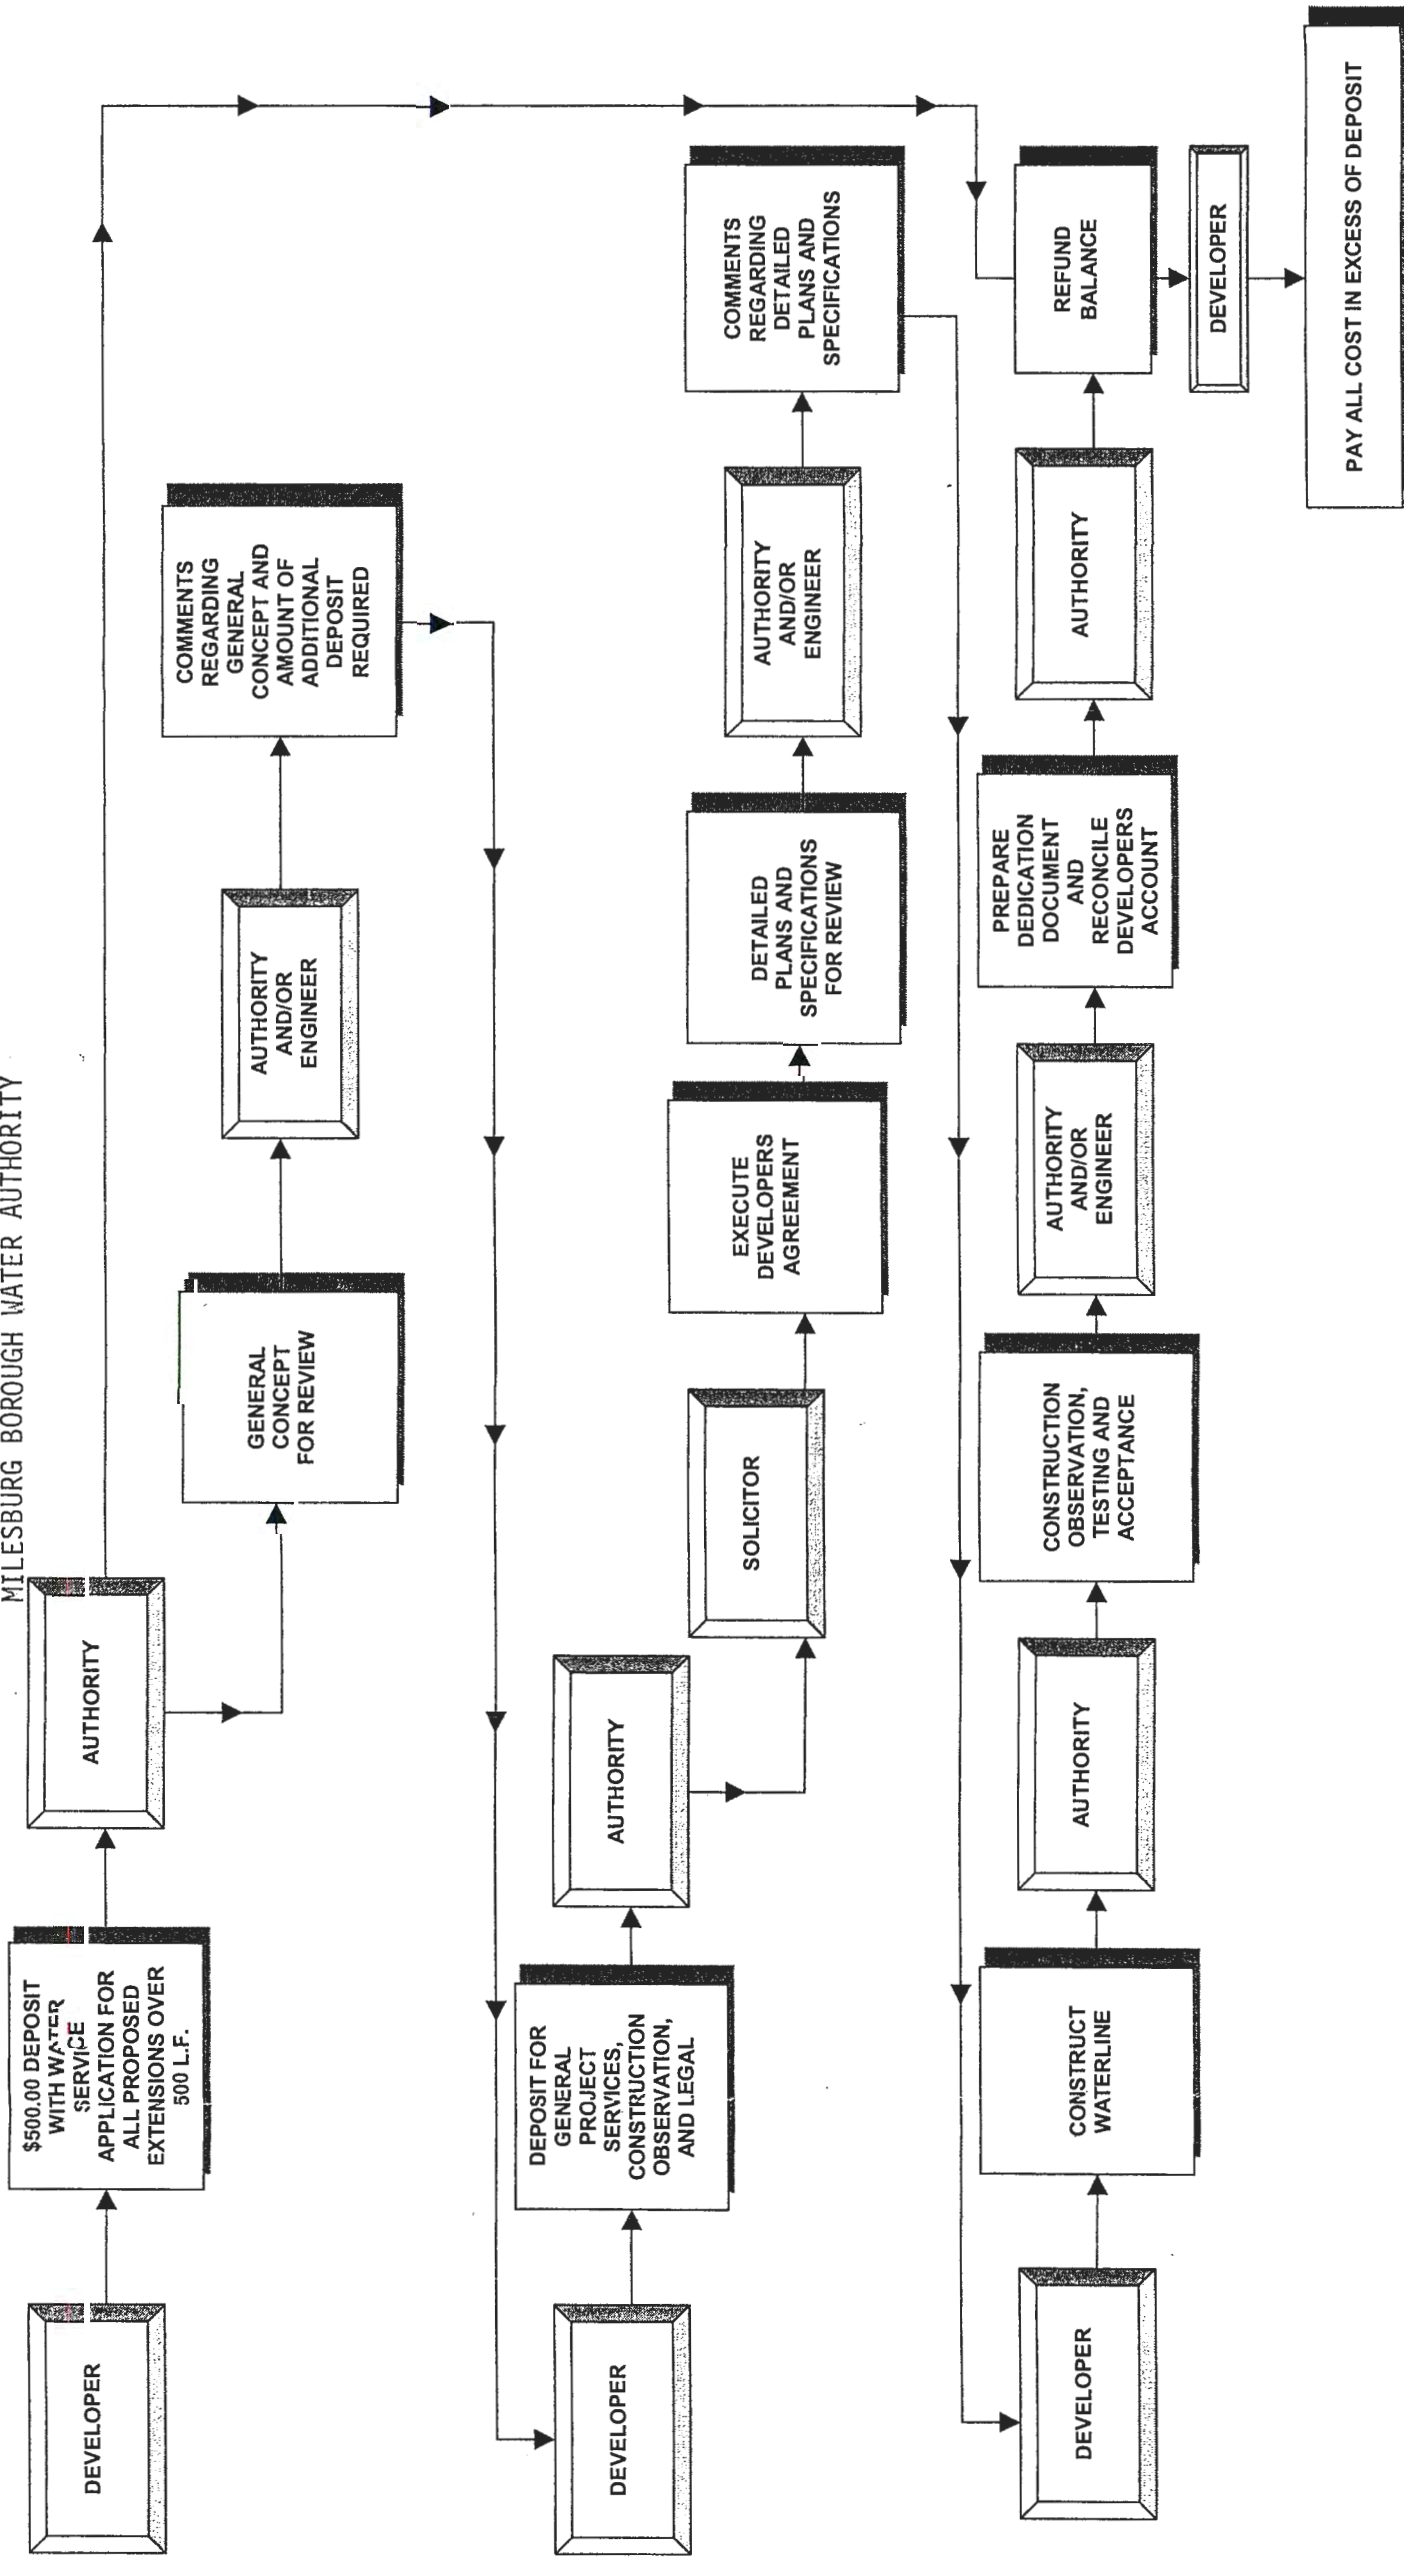 MILESBURG BOROUGH WATER AUTHORITY
DEVELOPER
$500.00 DEPOSIT
WITH WATER
SERVICE
APPLICATION FOR
ALL PROPOSED
EXTENSIONS OVER
500 L.F.
AUTHORITY
GENERAL
CONCEPT
FOR REVIEW
AUTHORITY
AND/OR
ENGINEER
COMMENTS
REGARDING
GENERAL
CONCEPT AND
AMOUNT OF
ADDITIONAL
DEPOSIT
REQUIRED
DEVELOPER
DEPOSIT FOR
GENERAL
PROJECT
SERVICES,
CONSTRUCTION
OBSERVATION,
AND LEGAL
AUTHORITY
SOLICITOR
EXECUTE
DEVELOPERS
AGREEMENT
DETAILED
PLANS AND
SPECIFICATIONS
FOR REVIEW
AUTHORITY
AND/OR
ENGINEER
COMMENTS
REGARDING
DETAILED
PLANS AND
SPECIFICATIONS
DEVELOPER
CONSTRUCT
WATERLINE
AUTHORITY
CONSTRUCTION
OBSERVATION,
TESTING AND
ACCEPTANCE
AUTHORITY
AND/OR
ENGINEER
PREPARE
DEDICATION
DOCUMENT
AND
RECONCILE
DEVELOPERS
ACCOUNT
AUTHORITY
REFUND
BALANCE
DEVELOPER
PAY ALL COST IN EXCESS OF DEPOSIT